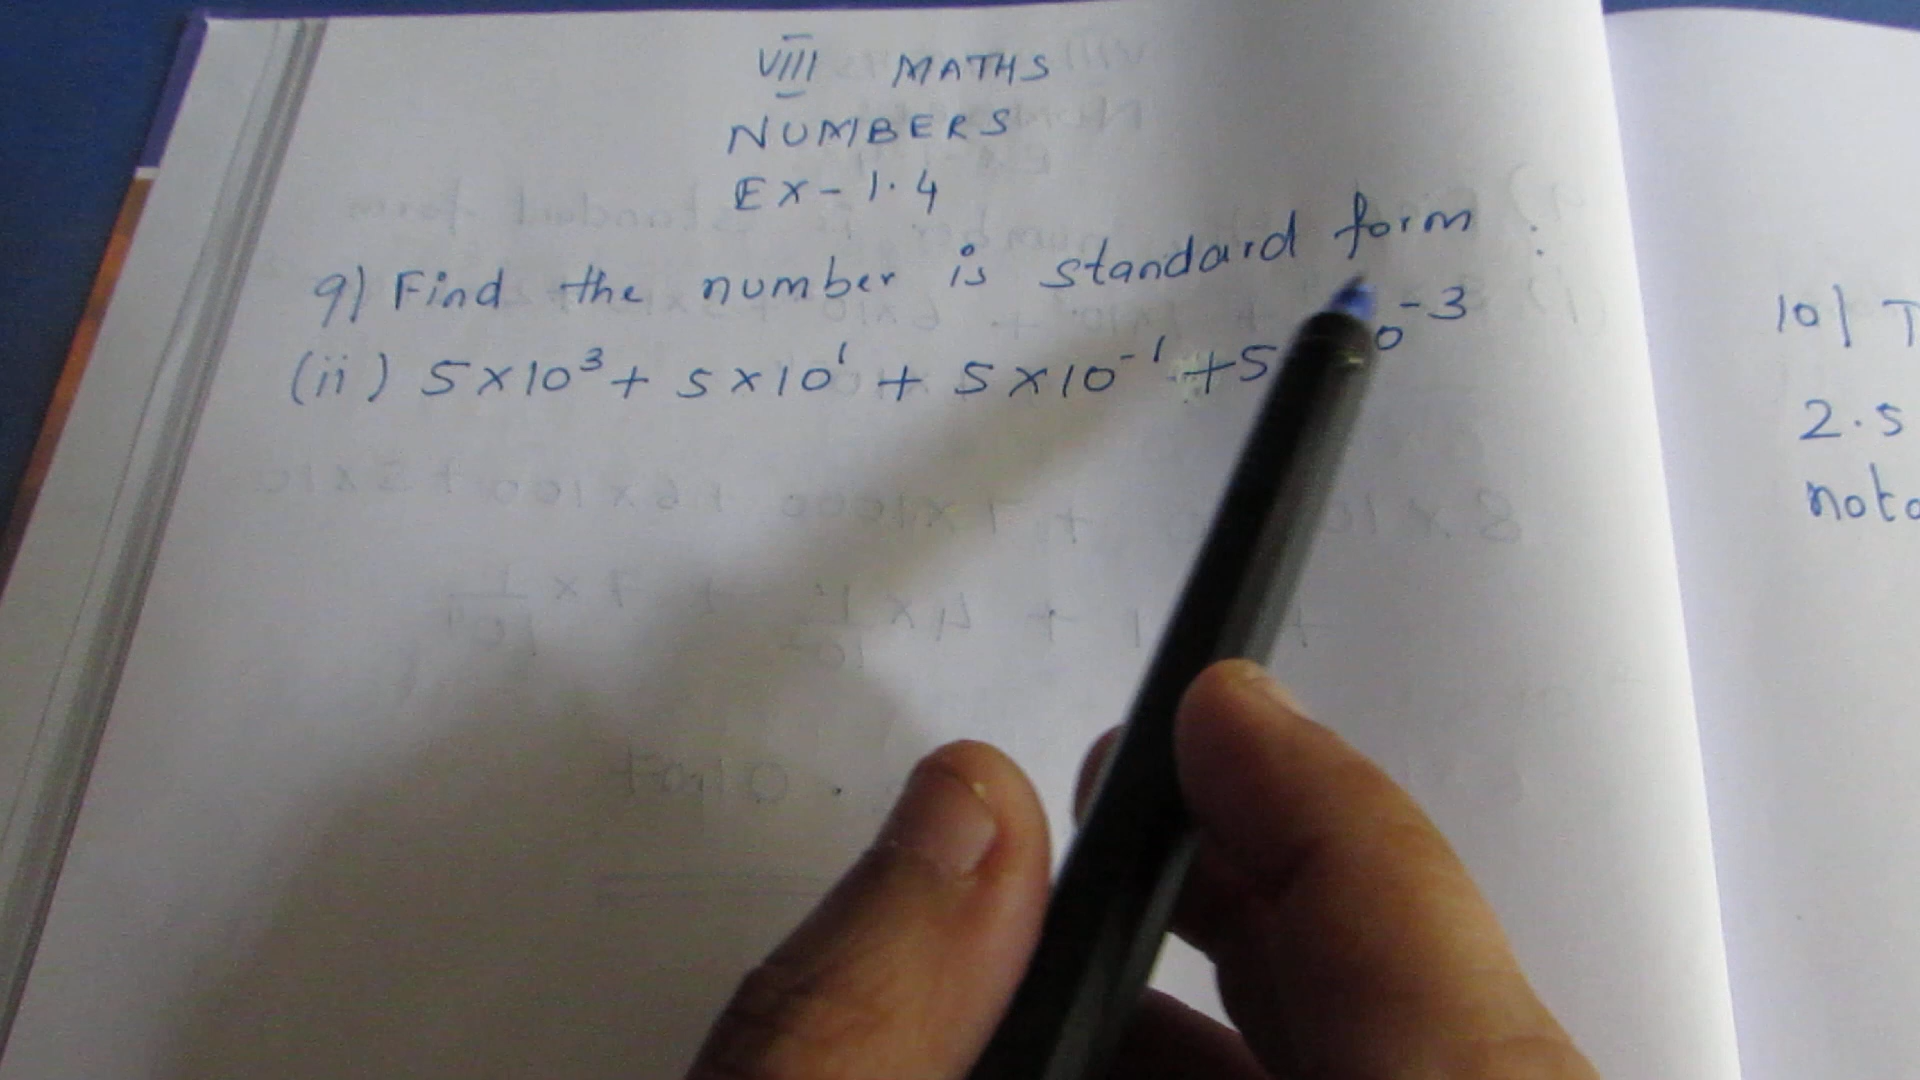 VIII MATHS
NUMBERS
EX-1.4
9) Find the number is standard form :
(ii) 5×10³ + 5×10¹ + 5×10⁻¹ +5 0⁻³
10) T
2.5